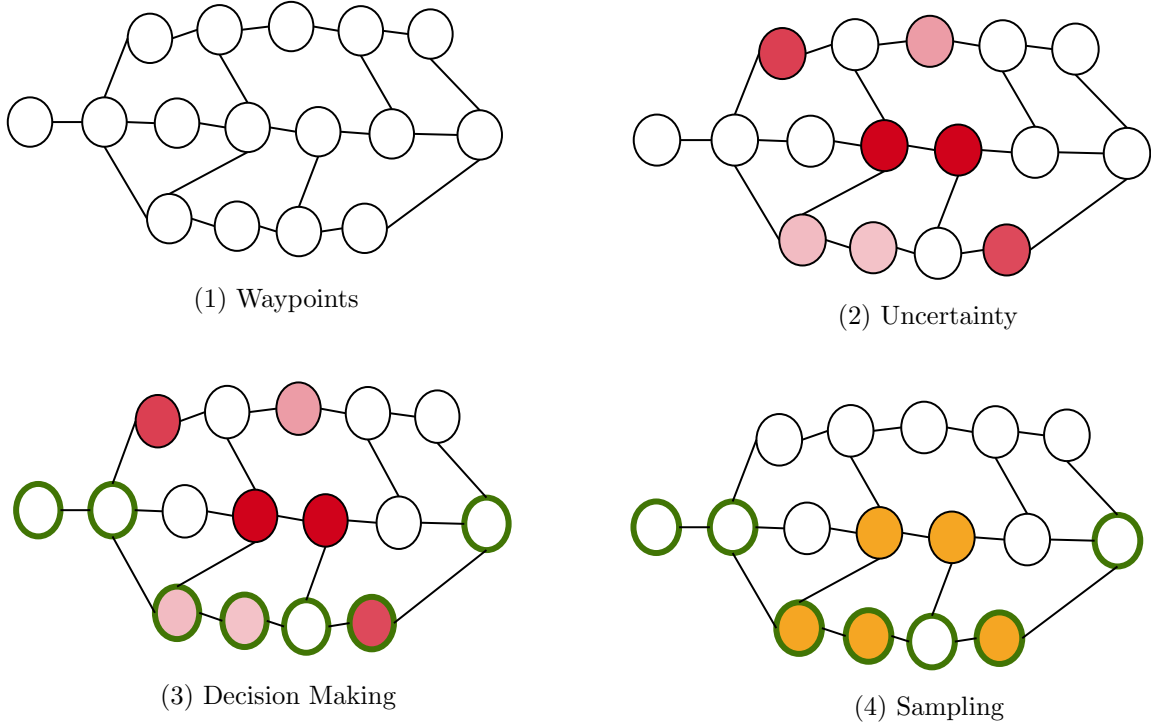 (1) Waypoints
(2) Uncertainty
(3) Decision Making
(4) Sampling